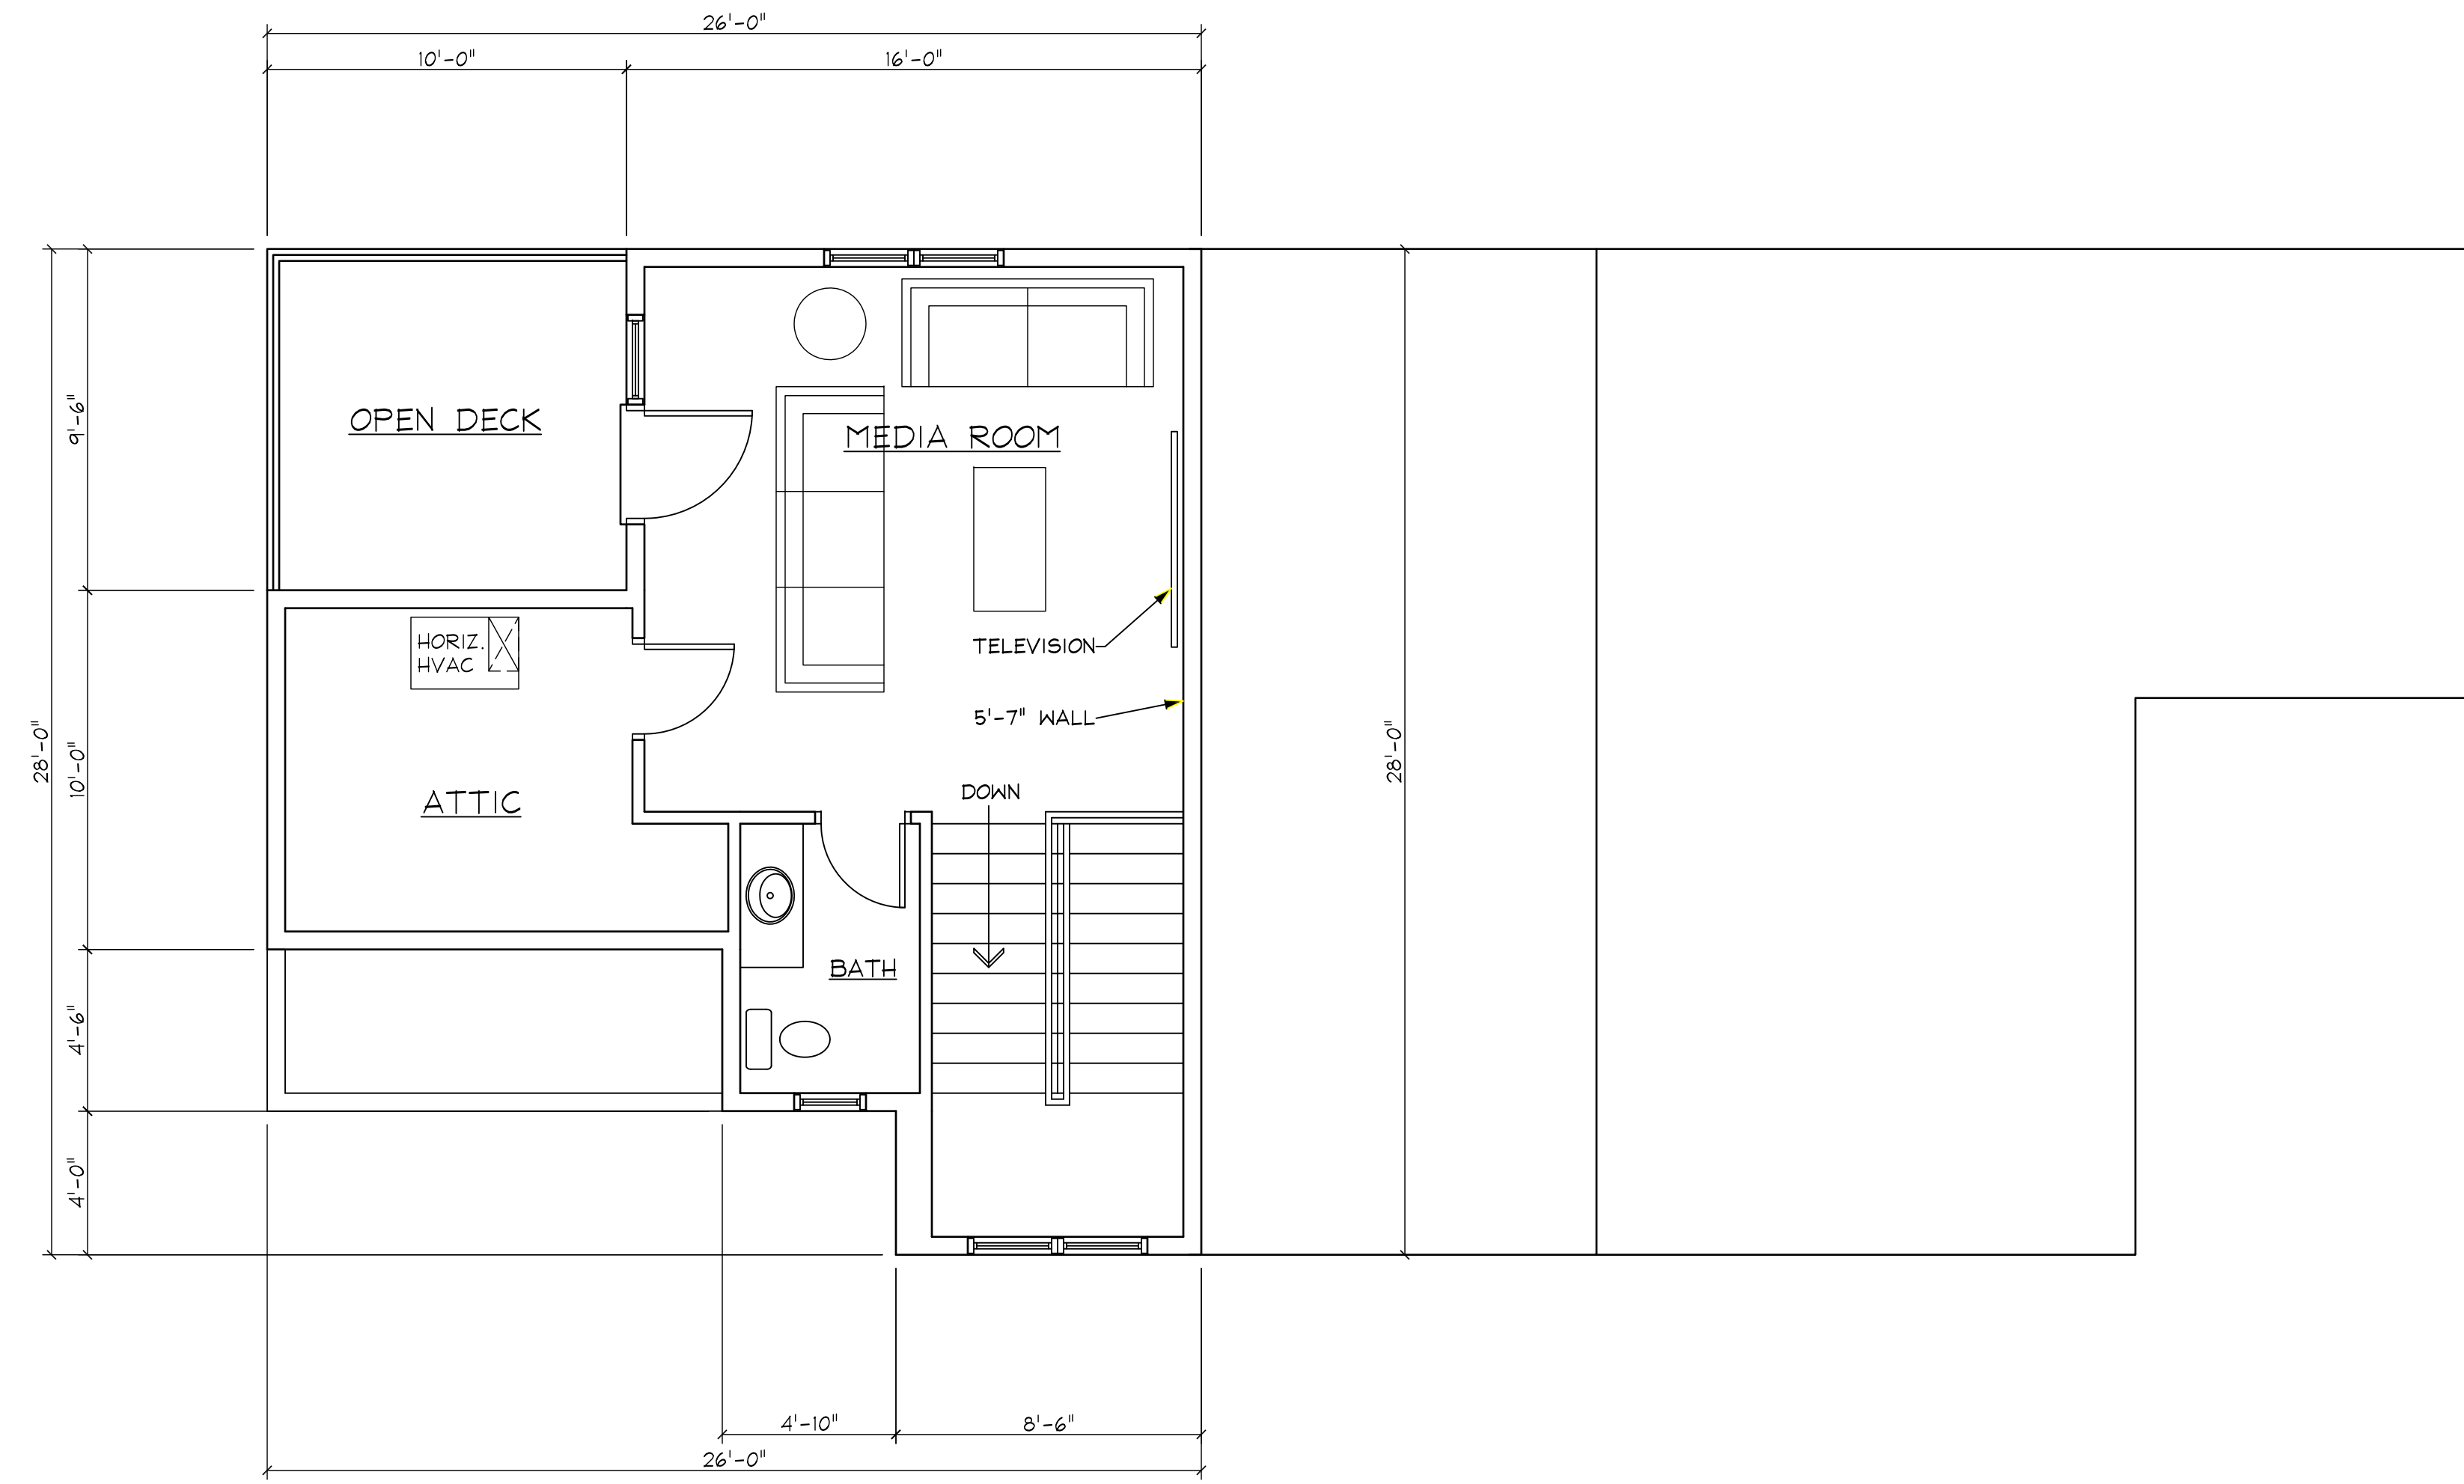 26'-0"
10'-0"
16'-0"
9'-6"
OPEN DECK
MEDIA ROOM
HORIZ.
HVAC
TELEVISION
5'-7" WALL
28'-0"
10'-0"
28'-0"
DOWN
ATTIC
BATH
4'-6"
4'-0"
4'-10"
8'-6"
26'-0"